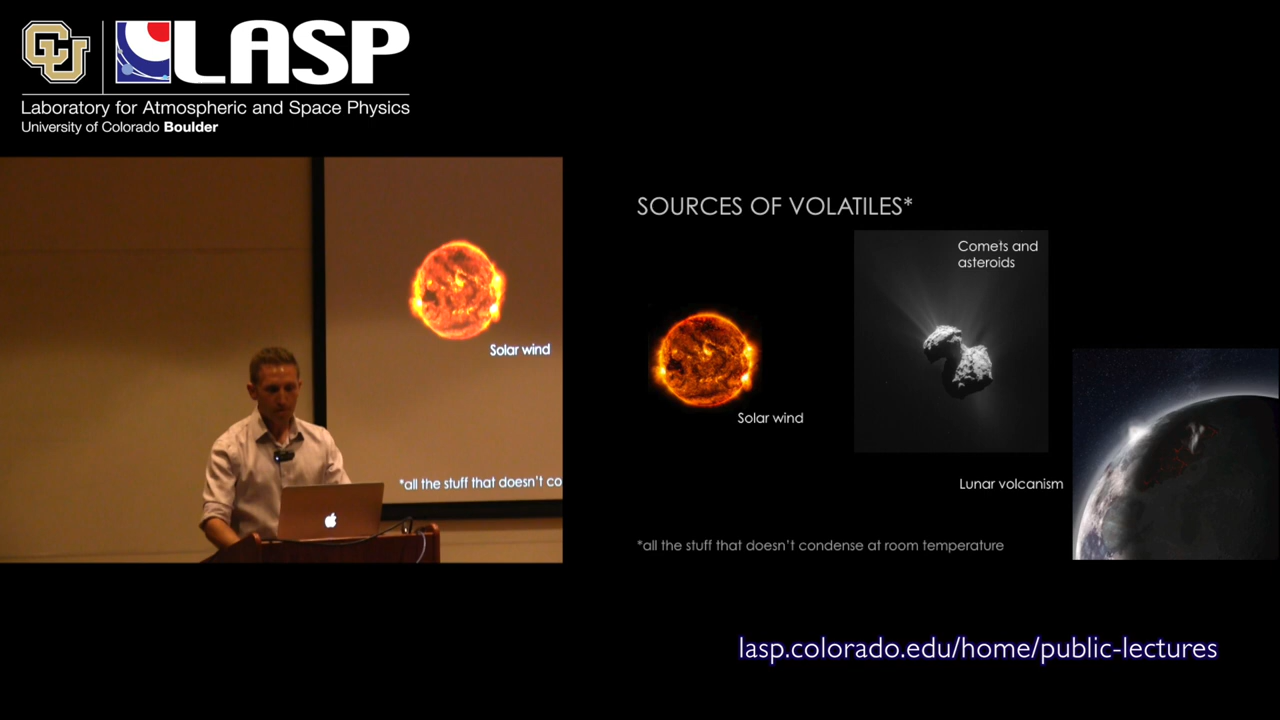 CU
LASP
Laboratory for Atmospheric and Space Physics
University of Colorado Boulder
Solar wind
*all the stuff that doesn't co
SOURCES OF VOLATILES*
Comets and
asteroids
Solar wind
Lunar volcanism
*all the stuff that doesn't condense at room temperature
lasp.colorado.edu/home/public-lectures